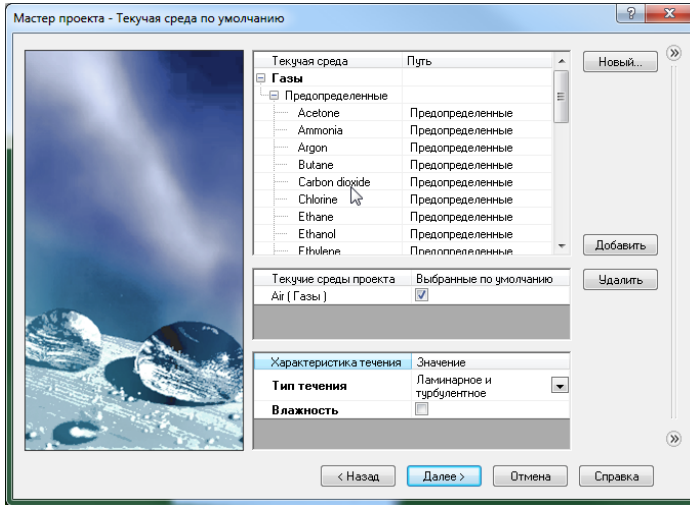 Мастер проекта - Текучая среда по умолчанию
Текучая среда Путь
Новый...
Газы
Предопределенные
Acetone Предопределенные
Ammonia Предопределенные
Argon Предопределенные
Butane Предопределенные
Carbon dioxide Предопределенные
Chlorine Предопределенные
Ethane Предопределенные
Ethanol Предопределенные
Ethylene Предопределенные
Добавить
Текучие среды проекта Выбранные по умолчанию
Удалить
Air ( Газы )
Характеристика течения Значение
Тип течения Ламинарное и
турбулентное
Влажность
< Назад Далее > Отмена Справка